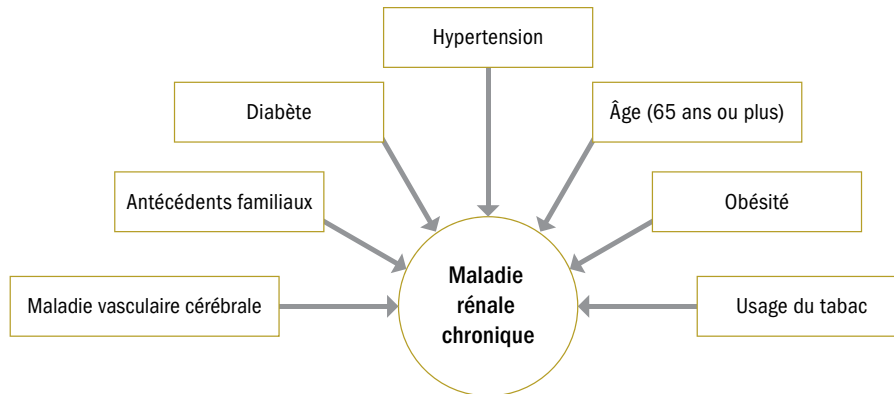 Hypertension
Diabète
Âge (65 ans ou plus)
Antécédents familiaux
Obésité
Maladie vasculaire cérébrale
Maladie
rénale
chronique
Usage du tabac